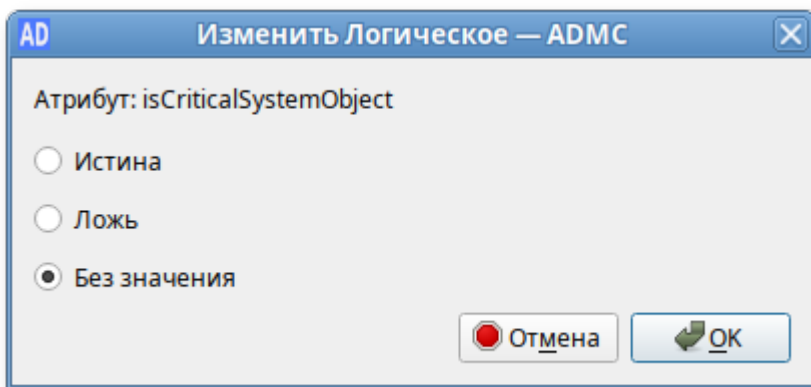 AD Изменить Логическое — ADMC
Атрибут: isCriticalSystemObject
Истина
Ложь
Без значения
Отмена OK